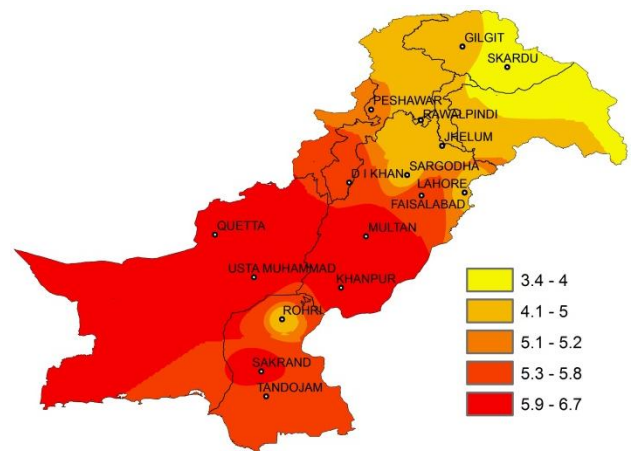 GILGIT
SKARDU
PESHAWAR
RAWALPINDI
JHELUM
D I KHAN
SARGODHA
LAHORE
FAISALABAD
QUETTA
MULTAN
USTA MUHAMMAD
KHANPUR
ROHRI
SAKRAND
TANDOJAM
3.4 - 4
4.1 - 5
5.1 - 5.2
5.3 - 5.8
5.9 - 6.7